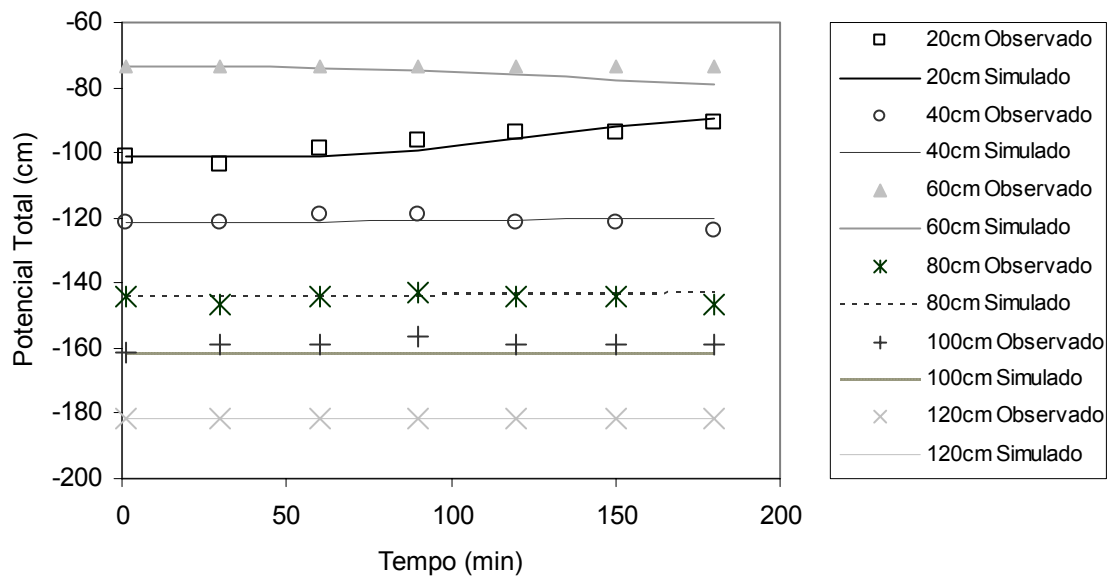 -60
-80
-100
-120
-140
-160
-180
-200
Potencial Total (cm)
0
50
100
150
200
Tempo (min)
20cm Observado
20cm Simulado
40cm Observado
40cm Simulado
60cm Observado
60cm Simulado
80cm Observado
80cm Simulado
100cm Observado
100cm Simulado
120cm Observado
120cm Simulado